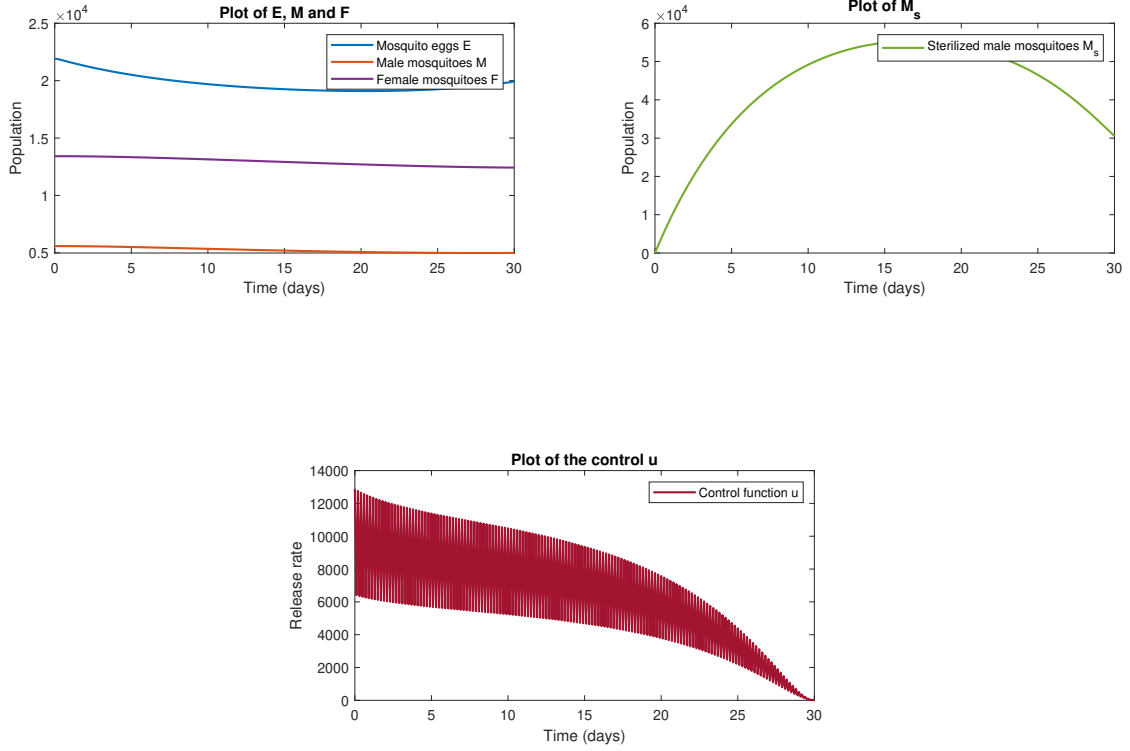 Plot of E, M and F
×10⁴
2.5
2
1.5
1
0.5
0 5 10 15 20 25 30
Population
Time (days)
Mosquito eggs E
Male mosquitoes M
Female mosquitoes F
Plot of Mₛ
×10⁴
6
5
4
3
2
1
0
0 5 10 15 20 25 30
Population
Time (days)
Sterilized male mosquitoes Mₛ
Plot of the control u
14000
12000
10000
8000
6000
4000
2000
0
0 5 10 15 20 25 30
Release rate
Time (days)
Control function u